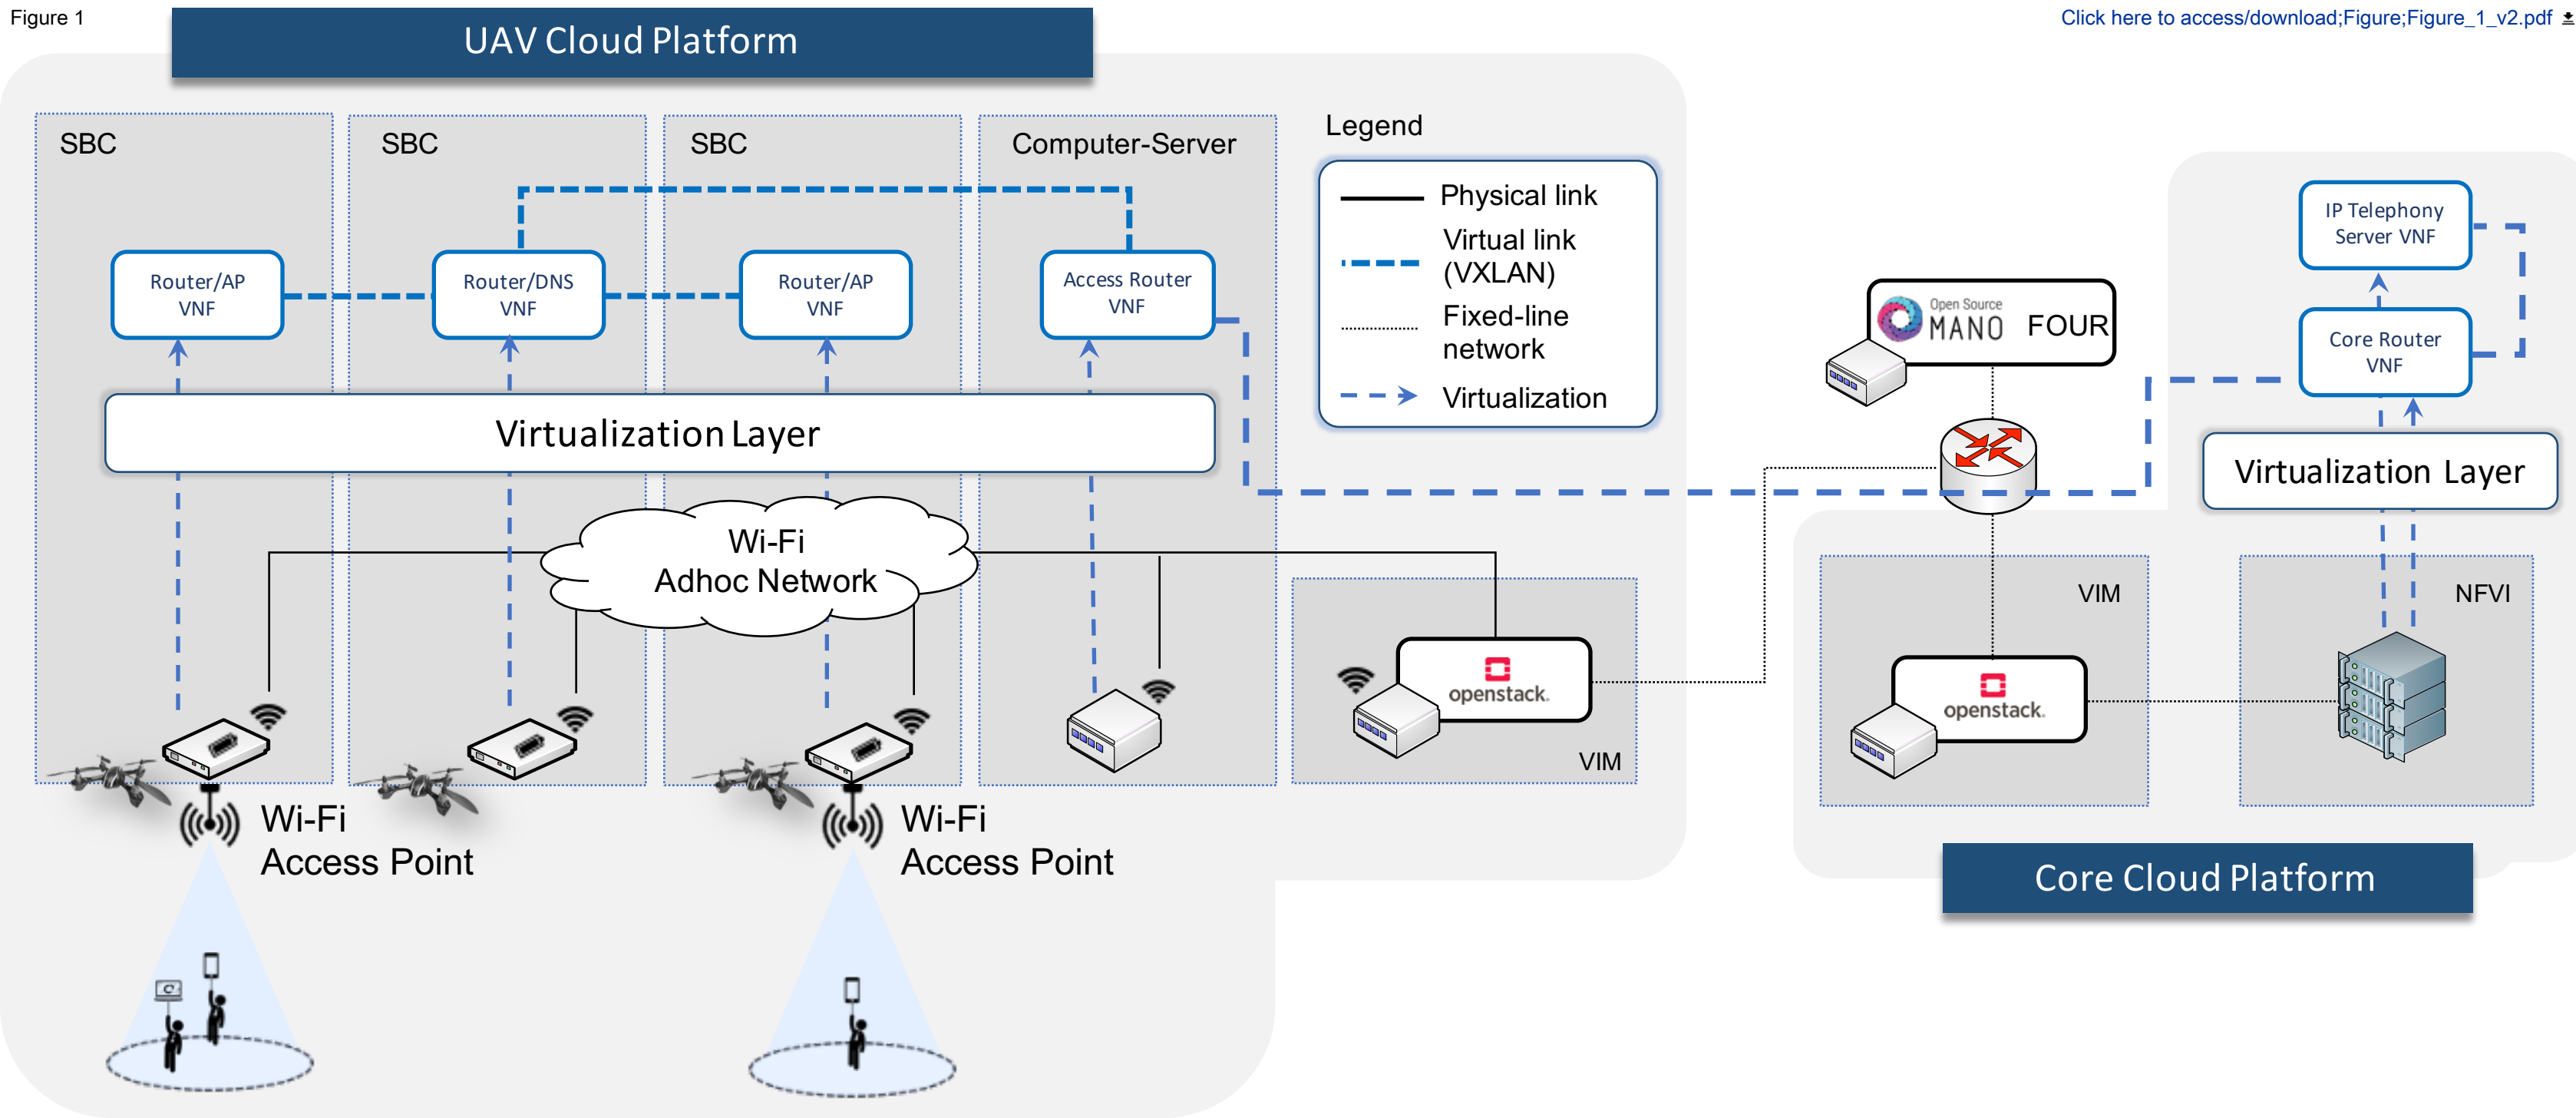 Figure 1
Click here to access/download;Figure;Figure_1_v2.pdf
UAV Cloud Platform
SBC
SBC
SBC
Computer-Server
Router/AP
VNF
Router/DNS
VNF
Router/AP
VNF
Access Router
VNF
Virtualization Layer
Wi-Fi
Adhoc Network
Legend
Physical link
Virtual link
(VXLAN)
Fixed-line
network
Virtualization
openstack.
VIM
Wi-Fi
Access Point
Wi-Fi
Access Point
Open Source
MANO
FOUR
IP Telephony
Server VNF
Core Router
VNF
Virtualization Layer
VIM
openstack.
NFVI
Core Cloud Platform